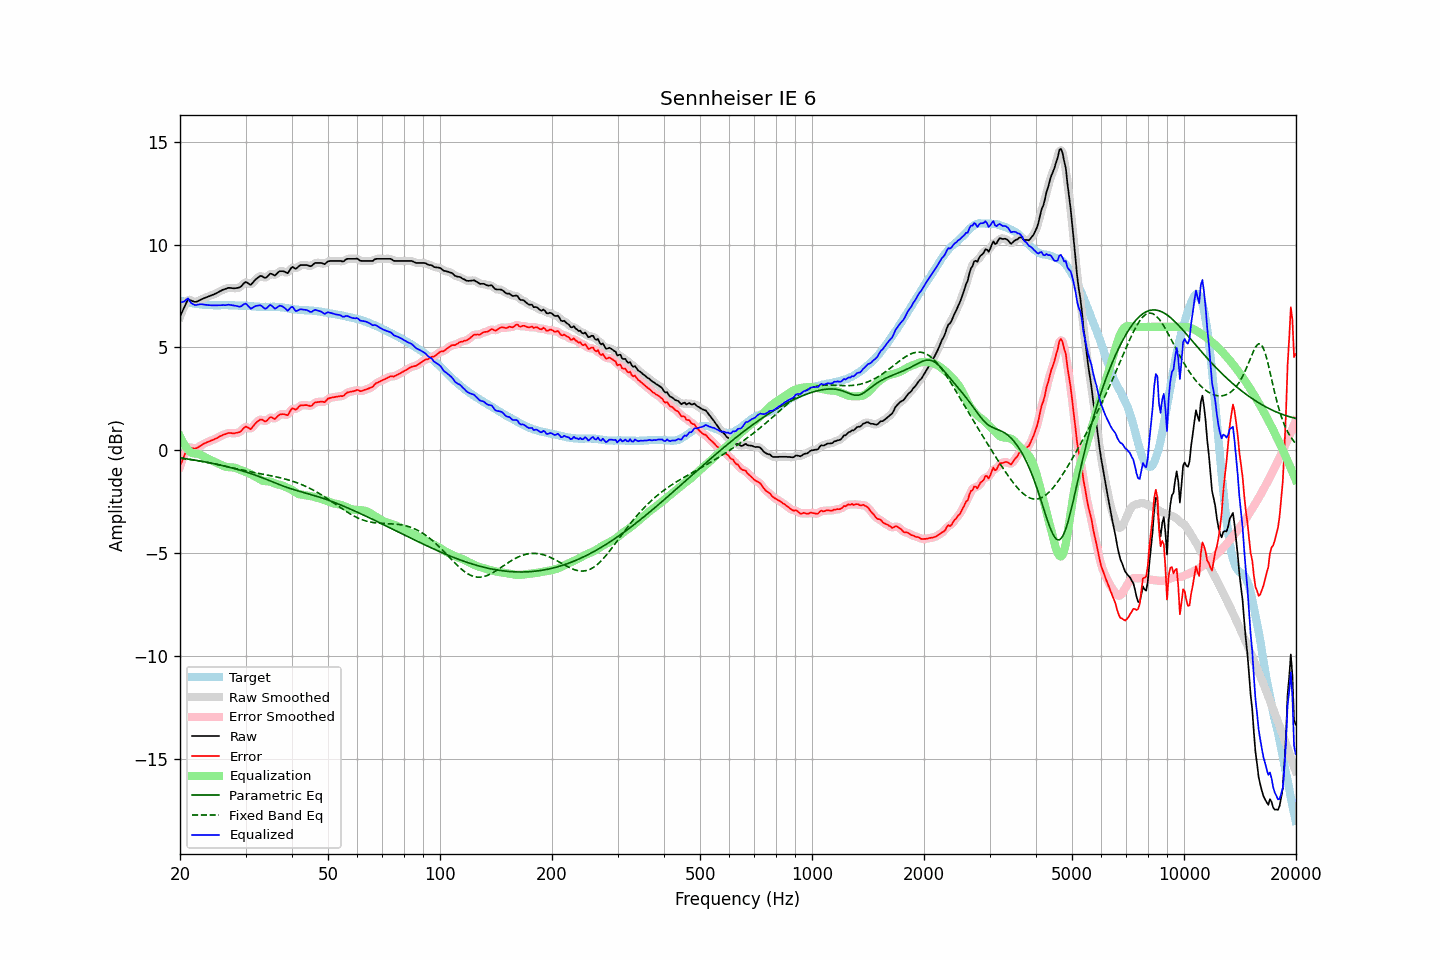 Sennheiser IE 6
Amplitude (dBr)
15
10
5
0
−5
−10
−15
Target
Raw Smoothed
Error Smoothed
Raw
Error
Equalization
Parametric Eq
Fixed Band Eq
Equalized
20 50 100 200 500 1000 2000 5000 10000 20000
Frequency (Hz)